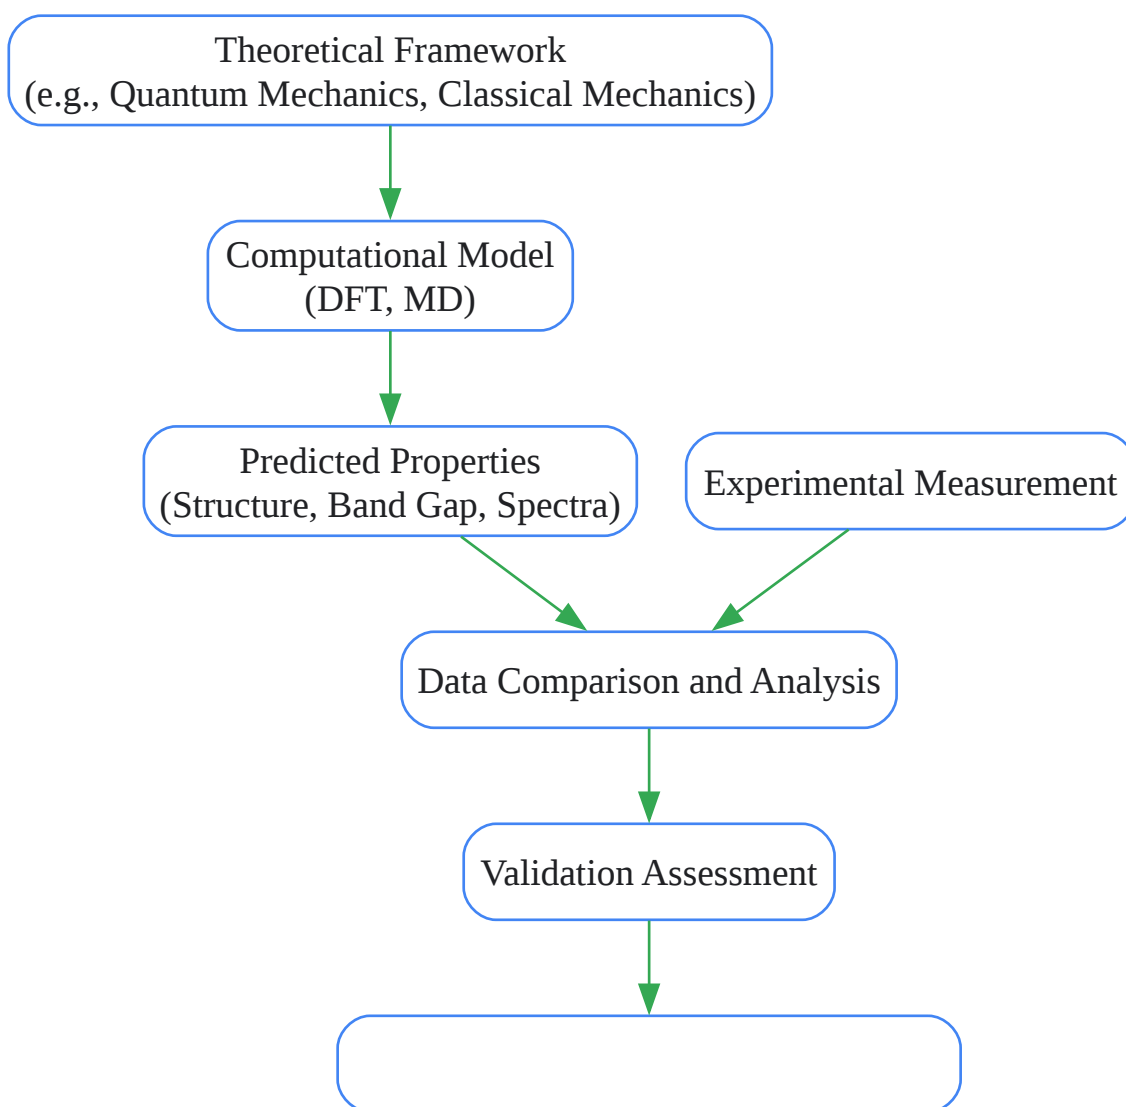 Theoretical Framework
(e.g., Quantum Mechanics, Classical Mechanics)
Computational Model
(DFT, MD)
Predicted Properties
(Structure, Band Gap, Spectra)
Experimental Measurement
Data Comparison and Analysis
Validation Assessment